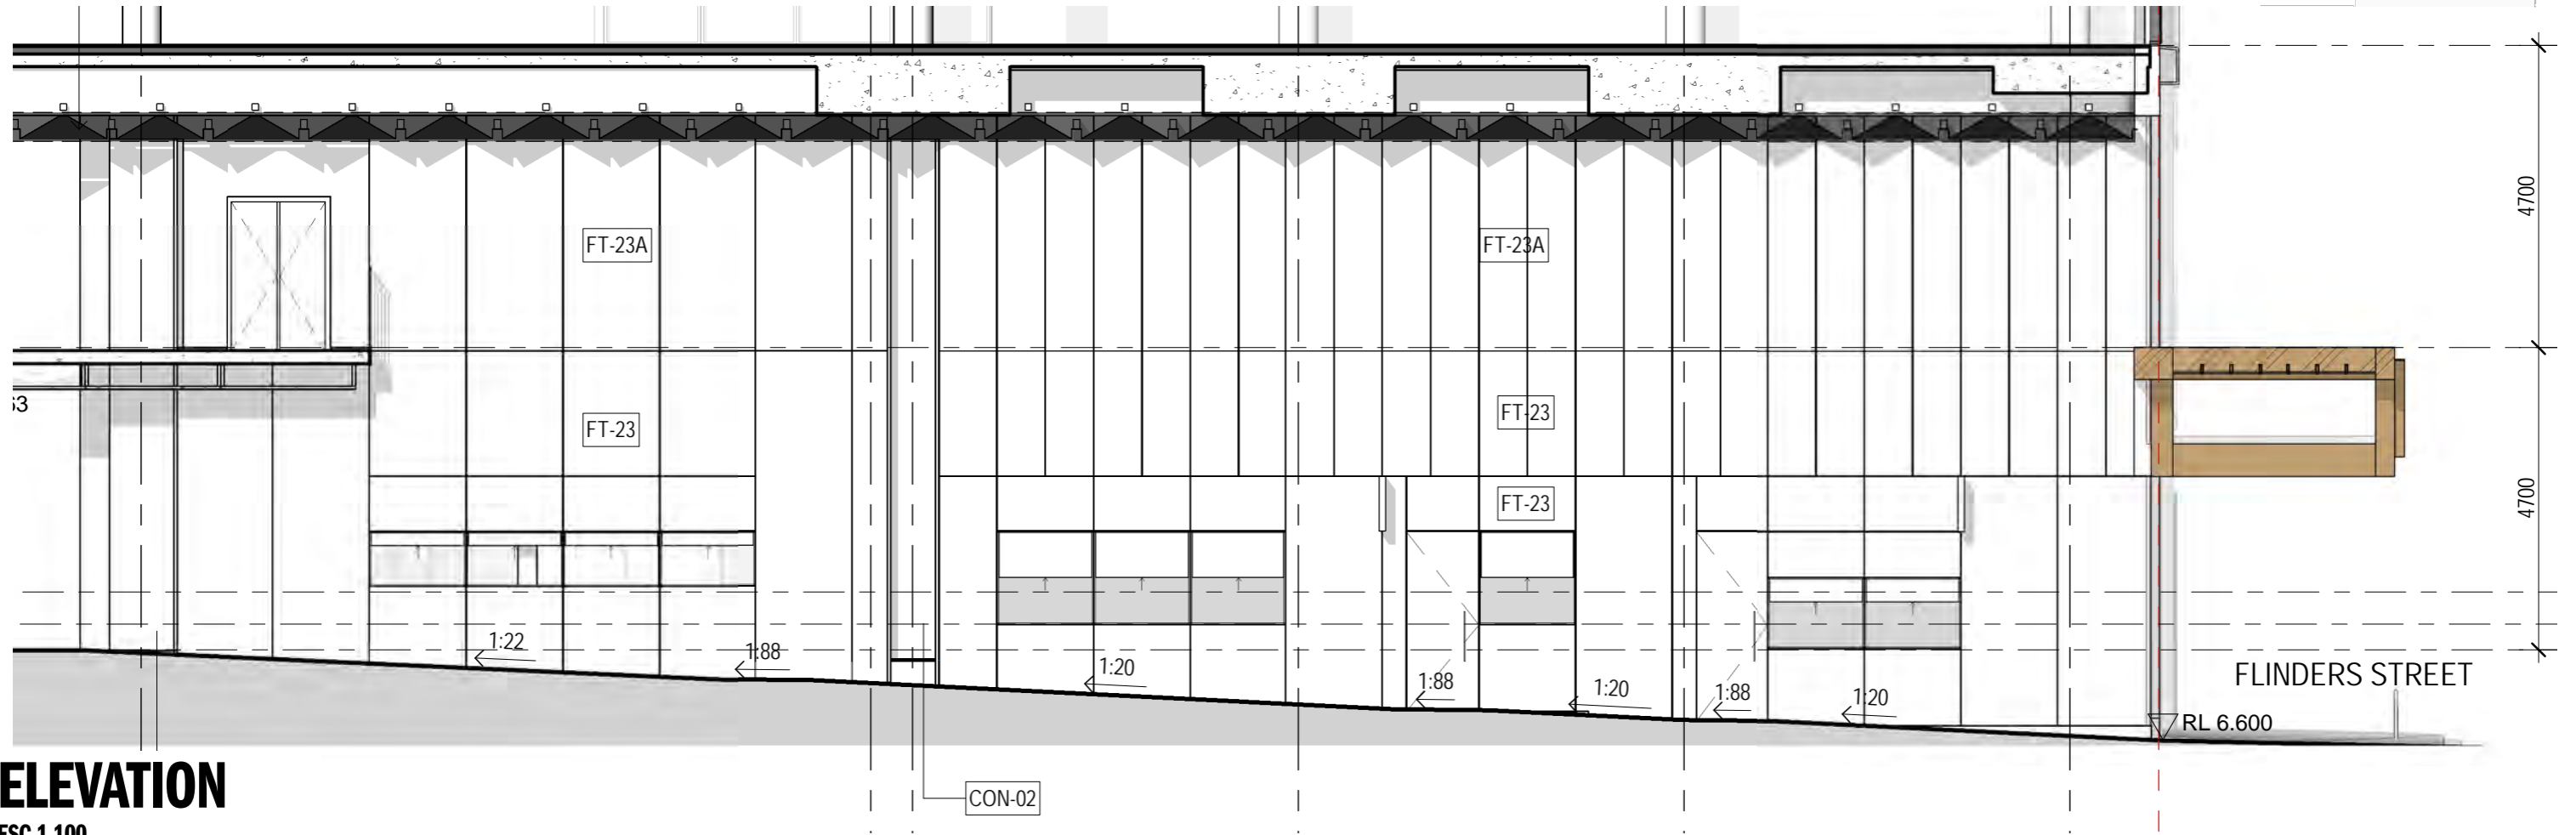 4700
FT-23A
FT-23A
FT-23
FT-23
FT-23
4700
1:22
1:88
1:20
1:88
1:20
1:88
1:20
FLINDERS STREET
RL 6.600
CON-02
ELEVATION